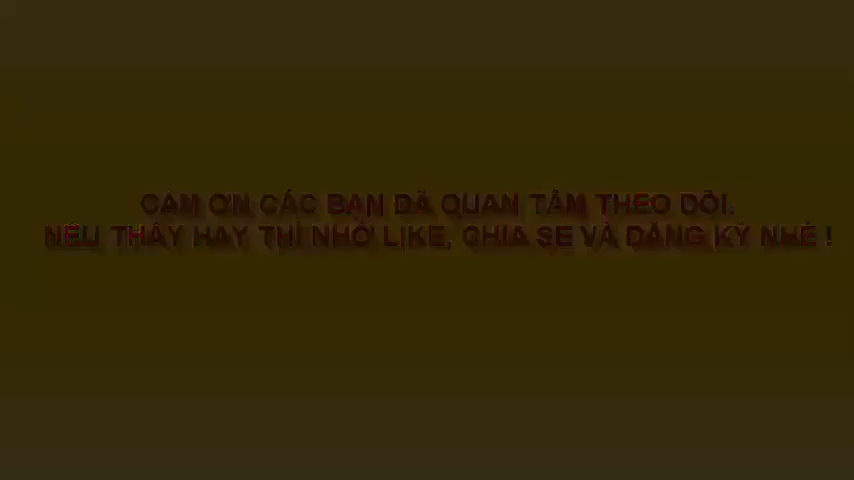 CÁM ƠN CÁC BẠN ĐÃ QUAN TÂM THEO DÕI.
NẾU THẤY HAY THÌ NHỚ LIKE, CHIA SẺ VÀ ĐĂNG KÝ NHÉ !